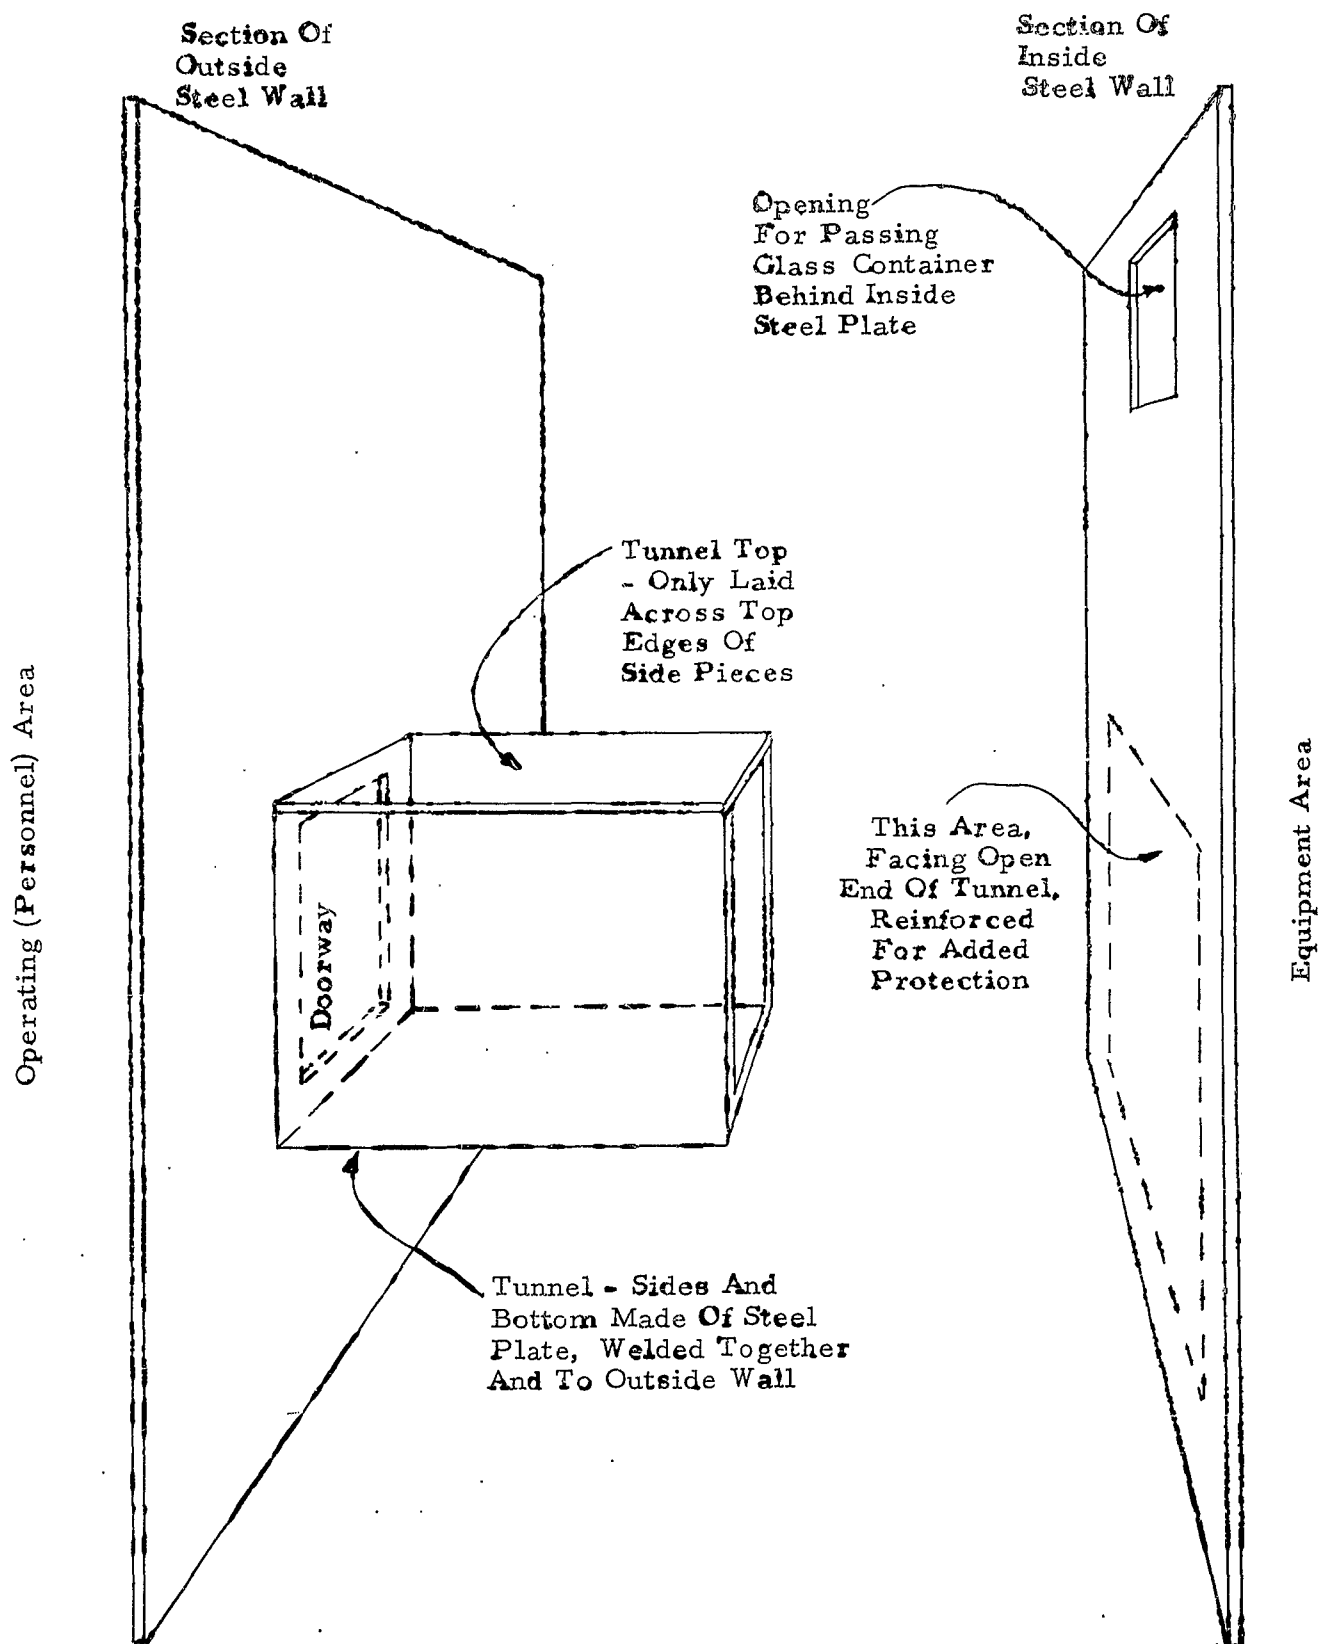 Section Of
Outside
Steel Wall
Section Of
Inside
Steel Wall
Opening
For Passing
Glass Container
Behind Inside
Steel Plate
Tunnel Top
- Only Laid
Across Top
Edges Of
Side Pieces
Operating (Personnel) Area
Doorway
This Area,
Facing Open
End Of Tunnel,
Reinforced
For Added
Protection
Equipment Area
Tunnel - Sides And
Bottom Made Of Steel
Plate, Welded Together
And To Outside Wall